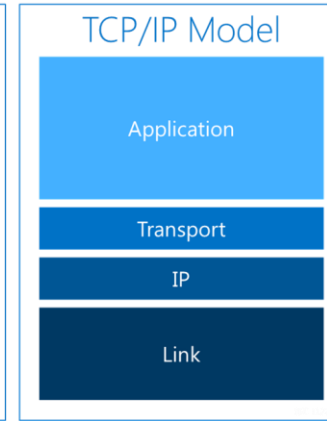 TCP/IP Model
Application
Transport
IP
Link